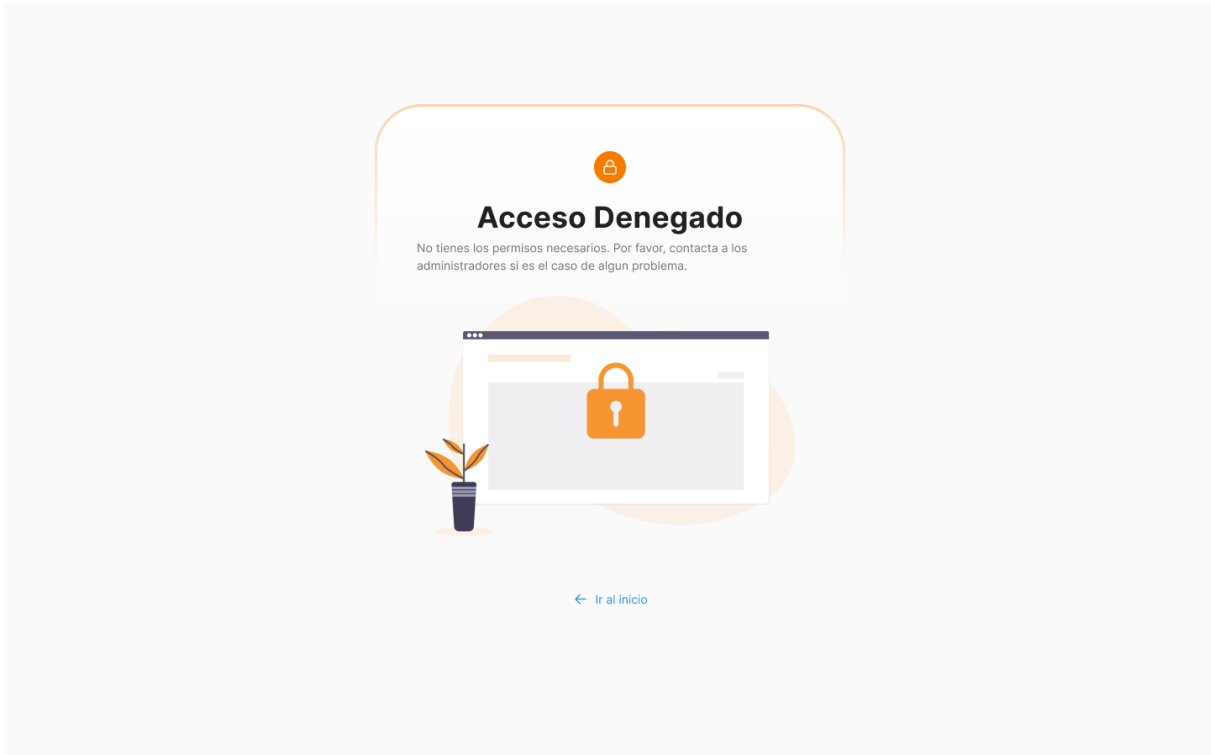 Acceso Denegado
No tienes los permisos necesarios. Por favor, contacta a los
administradores si es el caso de algun problema.
Ir al inicio